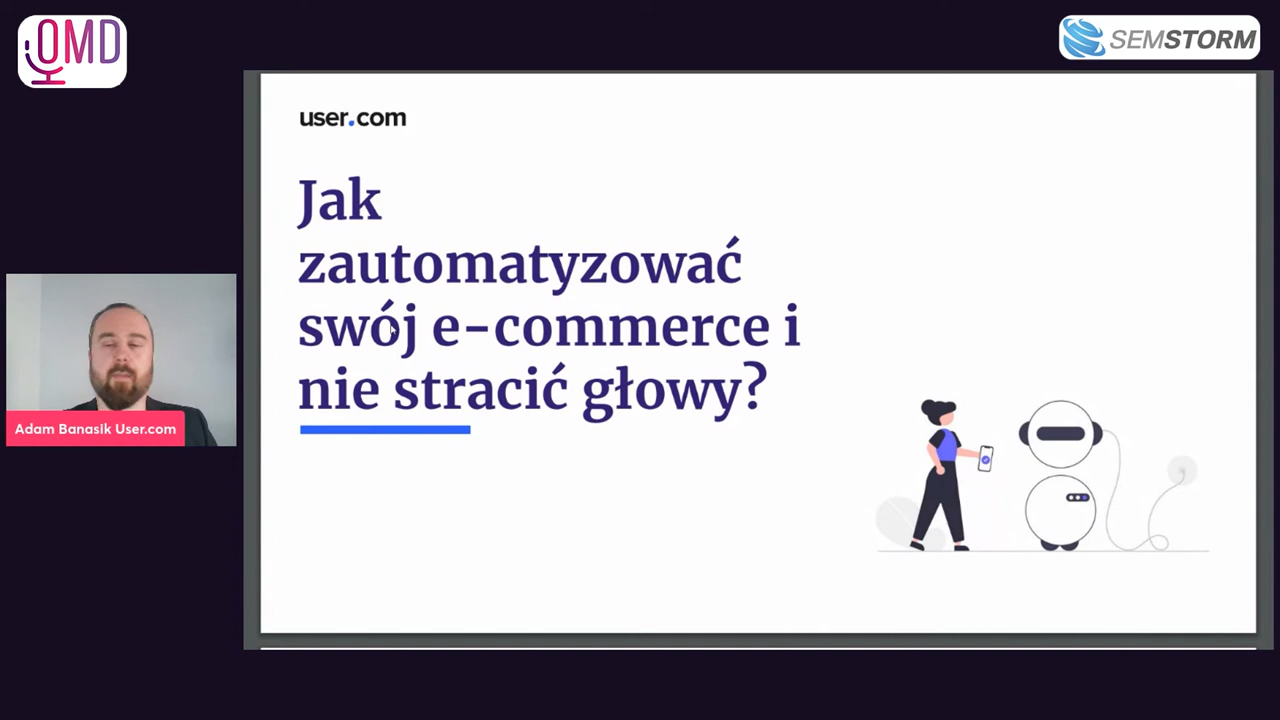 OMD
SEMSTORM
user.com
Jak
zautomatyzować
swój e-commerce i
nie stracić głowy?
Adam Banasik User.com